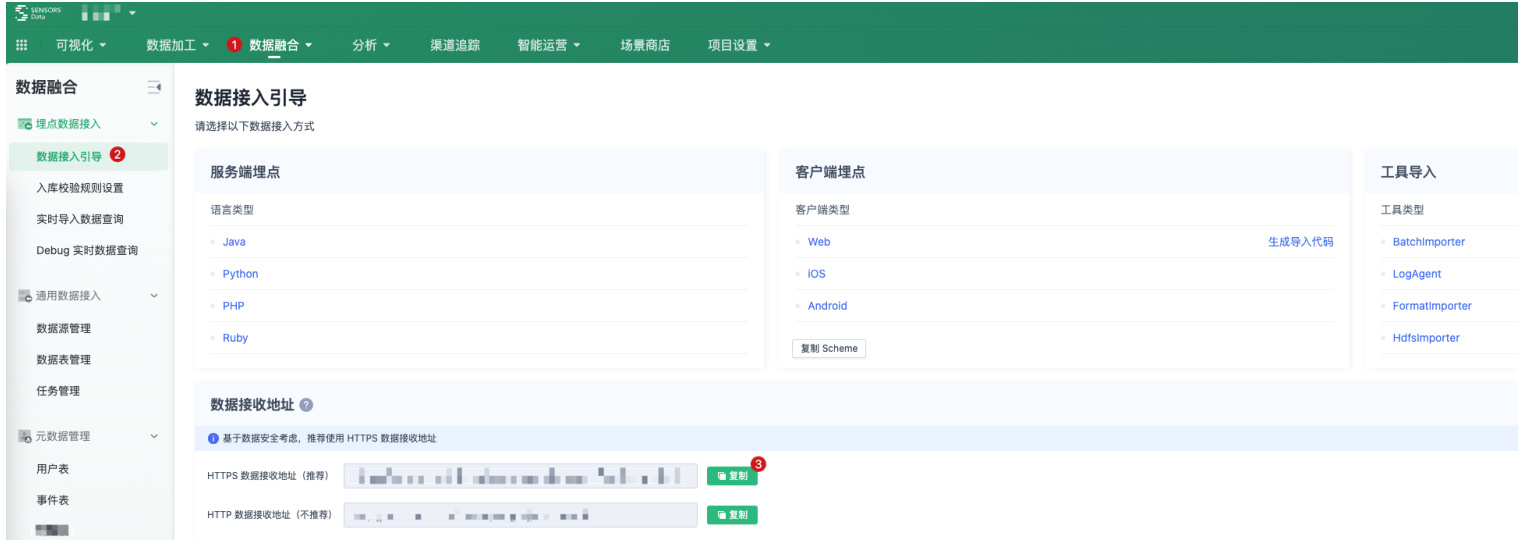 SENSORS
Data
可视化
数据加工
1
数据融合
分析
渠道追踪
智能运营
场景商店
项目设置
数据融合
埋点数据接入
数据接入引导
2
入库校验规则设置
实时导入数据查询
Debug 实时数据查询
通用数据接入
数据源管理
数据表管理
任务管理
元数据管理
用户表
事件表
数据接入引导
请选择以下数据接入方式
服务端埋点
语言类型
Java
Python
PHP
Ruby
客户端埋点
客户端类型
Web
生成导入代码
iOS
Android
复制 Scheme
工具导入
工具类型
BatchImporter
LogAgent
FormatImporter
HdfsImporter
数据接收地址
?
i
基于数据安全考虑，推荐使用 HTTPS 数据接收地址
HTTPS 数据接收地址（推荐）
复制
3
HTTP 数据接收地址（不推荐）
复制